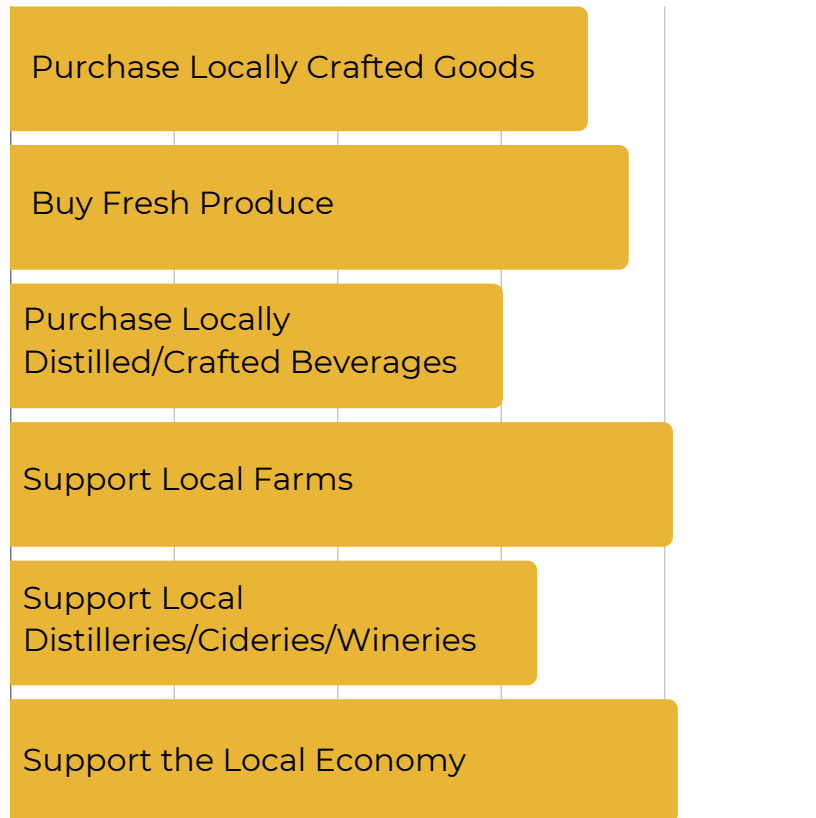 Purchase Locally Crafted Goods
Buy Fresh Produce
Purchase Locally
Distilled/Crafted Beverages
Support Local Farms
Support Local
Distilleries/Cideries/Wineries
Support the Local Economy